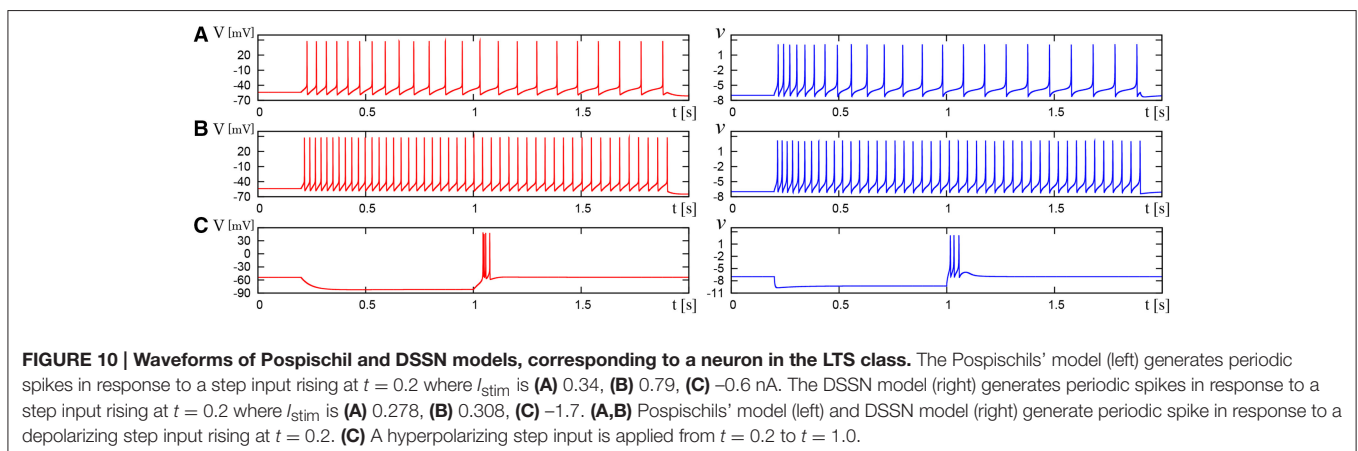 A V [mV]
20
-10
-40
-70
0 0.5 1 1.5 t [s]
v
1
-2
-5
-8
0 0.5 1 1.5 t [s]
B V [mV]
20
-10
-40
-70
0 0.5 1 1.5 t [s]
v
1
-2
-5
-8
0 0.5 1 1.5 t [s]
C V [mV]
30
0
-30
-60
-90
0 0.5 1 1.5 t [s]
v
1
-2
-5
-8
-11
0 0.5 1 1.5 t [s]
FIGURE 10 | Waveforms of Pospischil and DSSN models, corresponding to a neuron in the LTS class. The Pospischils' model (left) generates periodic
spikes in response to a step input rising at t = 0.2 where Istim is (A) 0.34, (B) 0.79, (C) –0.6 nA. The DSSN model (right) generates periodic spikes in response to a
step input rising at t = 0.2 where Istim is (A) 0.278, (B) 0.308, (C) –1.7. (A,B) Pospischils' model (left) and DSSN model (right) generate periodic spike in response to a
depolarizing step input rising at t = 0.2. (C) A hyperpolarizing step input is applied from t = 0.2 to t = 1.0.